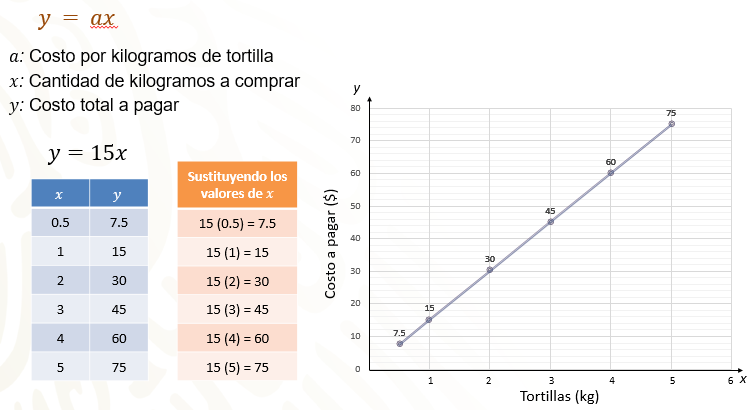 y = ax
a: Costo por kilogramos de tortilla
x: Cantidad de kilogramos a comprar
y: Costo total a pagar
y = 15x
x y
0.5 7.5
1 15
2 30
3 45
4 60
5 75
Sustituyendo los
valores de x
15 (0.5) = 7.5
15 (1) = 15
15 (2) = 30
15 (3) = 45
15 (4) = 60
15 (5) = 75
y
80
70
60
50
40
30
20
10
0
Costo a pagar ($)
7.5
15
30
45
60
75
1 2 3 4 5 6 x
Tortillas (kg)